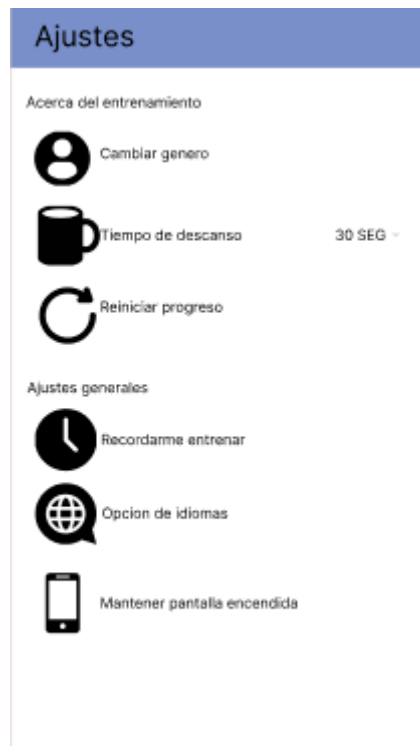 Ajustes
Acerca del entrenamiento
Cambiar genero
Tiempo de descanso 30 SEG
Reiniciar progreso
Ajustes generales
Recordarme entrenar
Opcion de idiomas
Mantener pantalla encendida